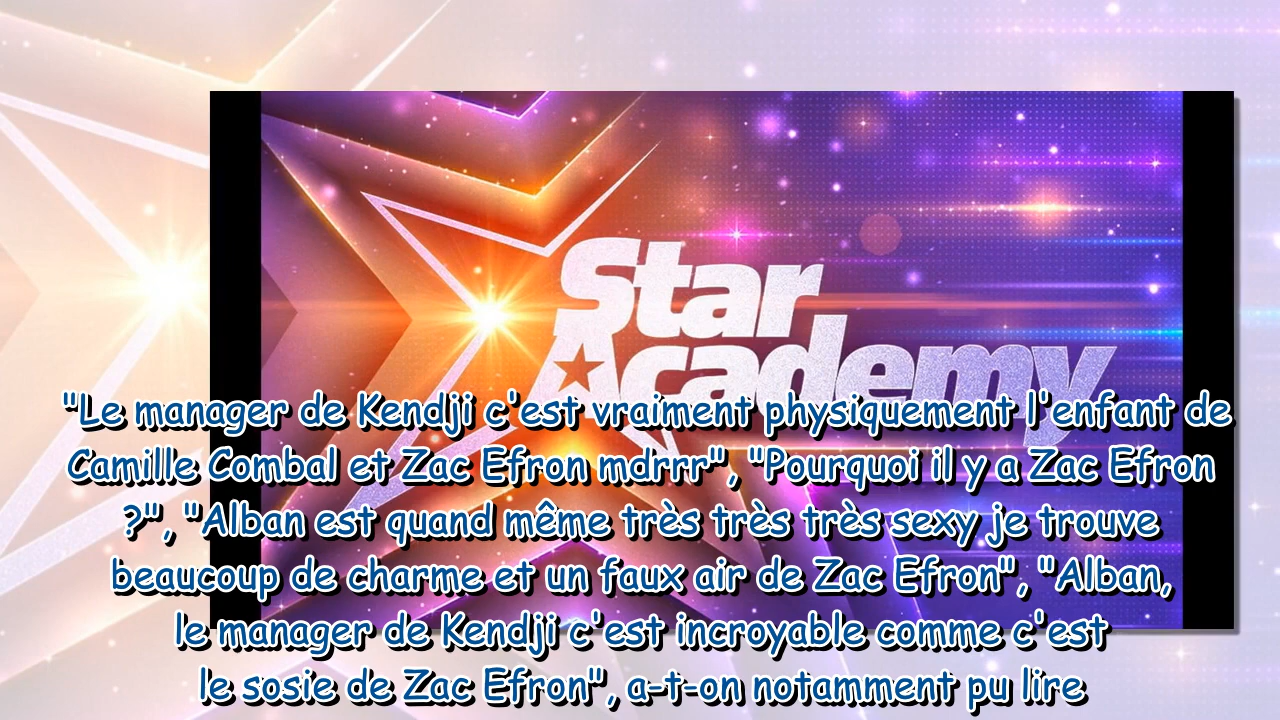 Star
Academy
"Le manager de Kendji c'est vraiment physiquement l'enfant de
Camille Combal et Zac Efron mdrrr", "Pourquoi il y a Zac Efron
?", "Alban est quand même très très très sexy je trouve
beaucoup de charme et un faux air de Zac Efron", "Alban,
le manager de Kendji c'est incroyable comme c'est
le sosie de Zac Efron", a-t-on notamment pu lire